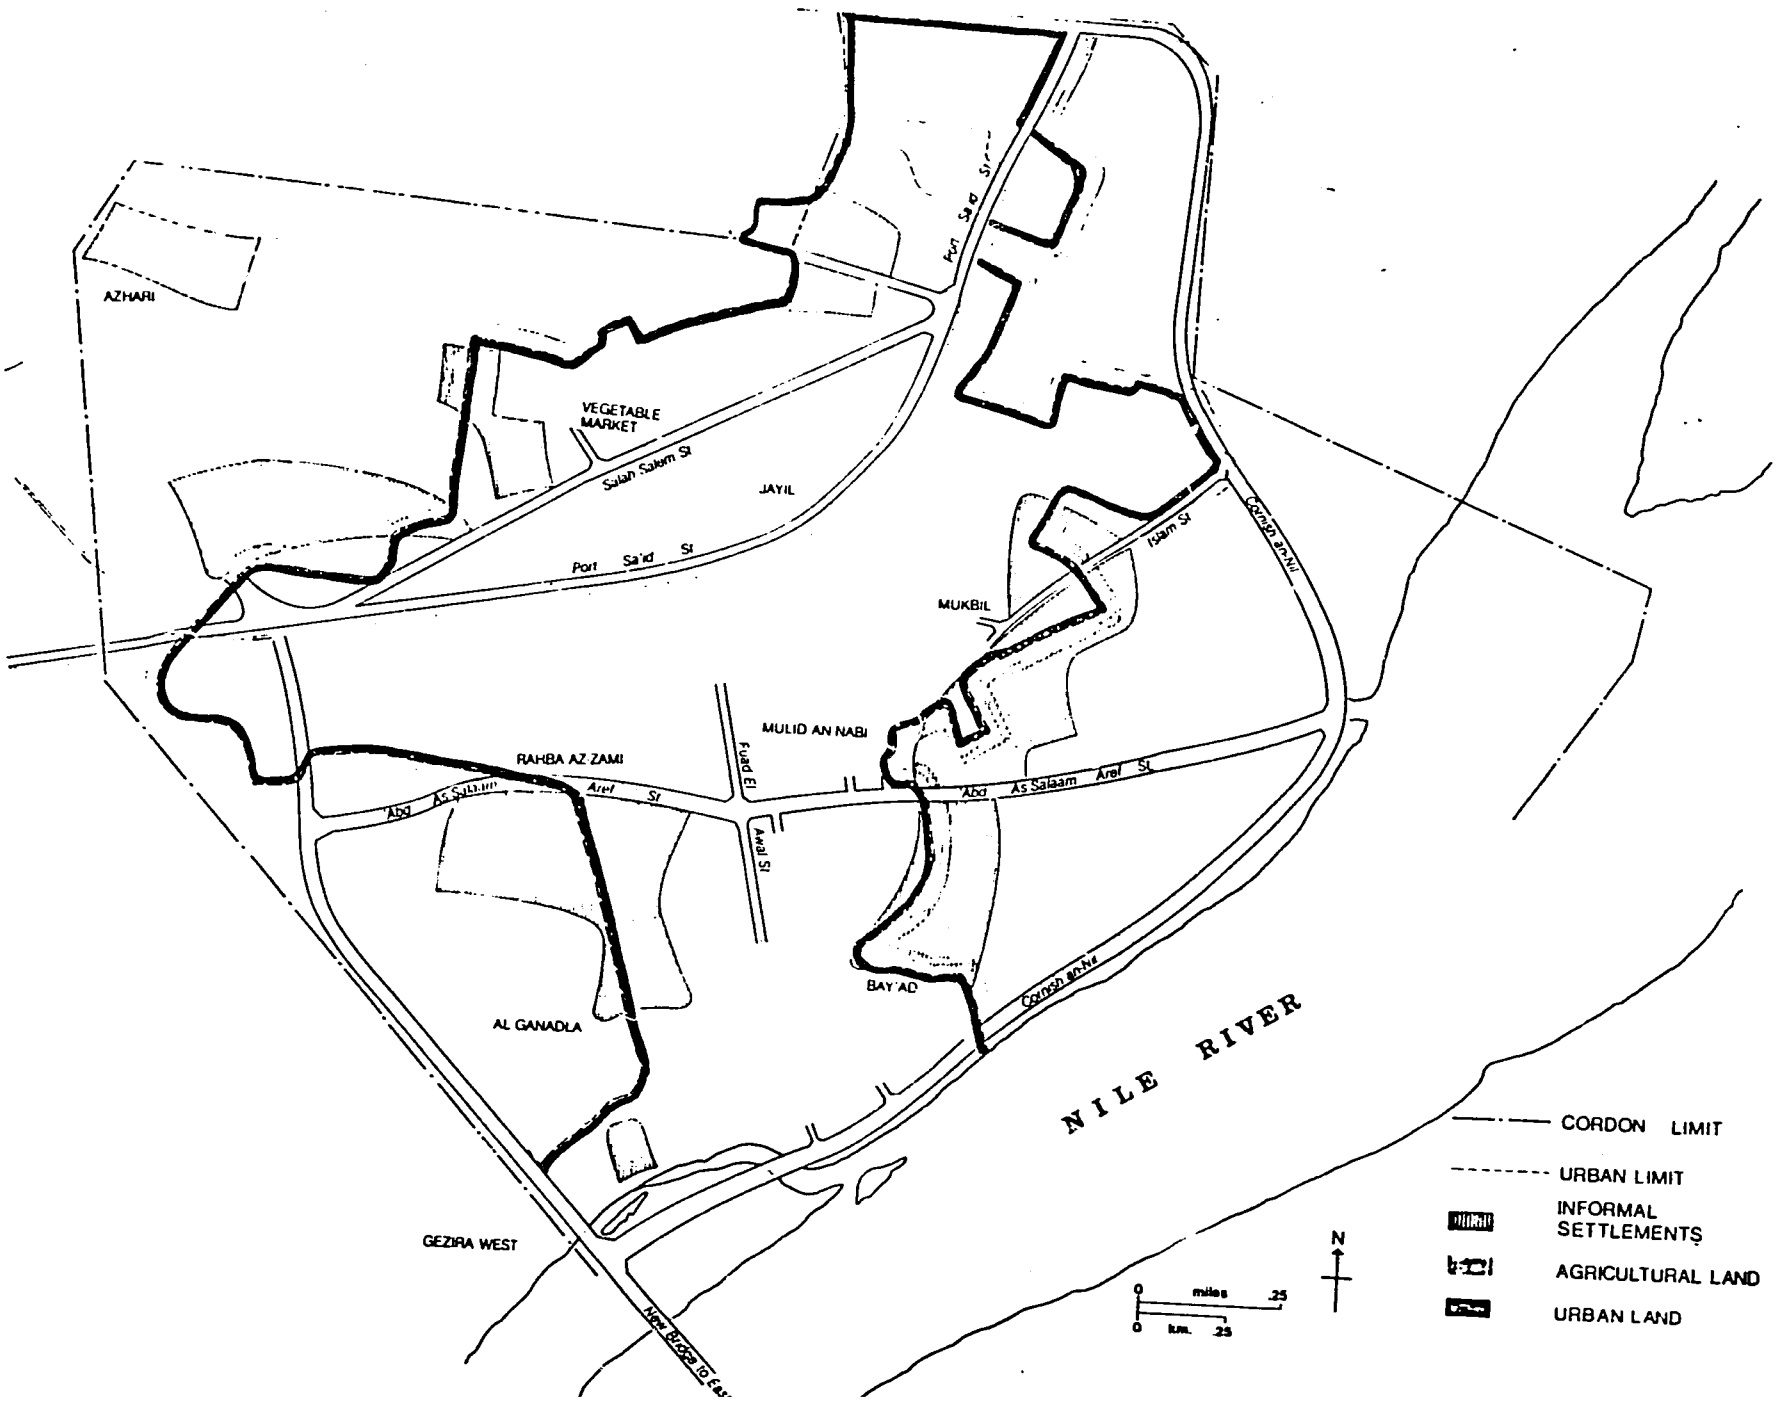 Port Sa'id St
AZHARI
VEGETABLE
MARKET
Salah Salem St
JAYIL
Cornish an-Nil
Islam St
Port Sa'id St
MUKBIL
MULID AN NABI
Fuad El
RAHBA AZ-ZAMI
Abd As Salaam Aref St
Abd As Salaam Aref St
Awal St
BAY'AD
Cornish an-Nil
AL GANADLA
NILE RIVER
GEZIRA WEST
New Bridge to Eas
CORDON LIMIT
URBAN LIMIT
INFORMAL
SETTLEMENTS
AGRICULTURAL LAND
URBAN LAND
N
0 miles .25
0 km. .25